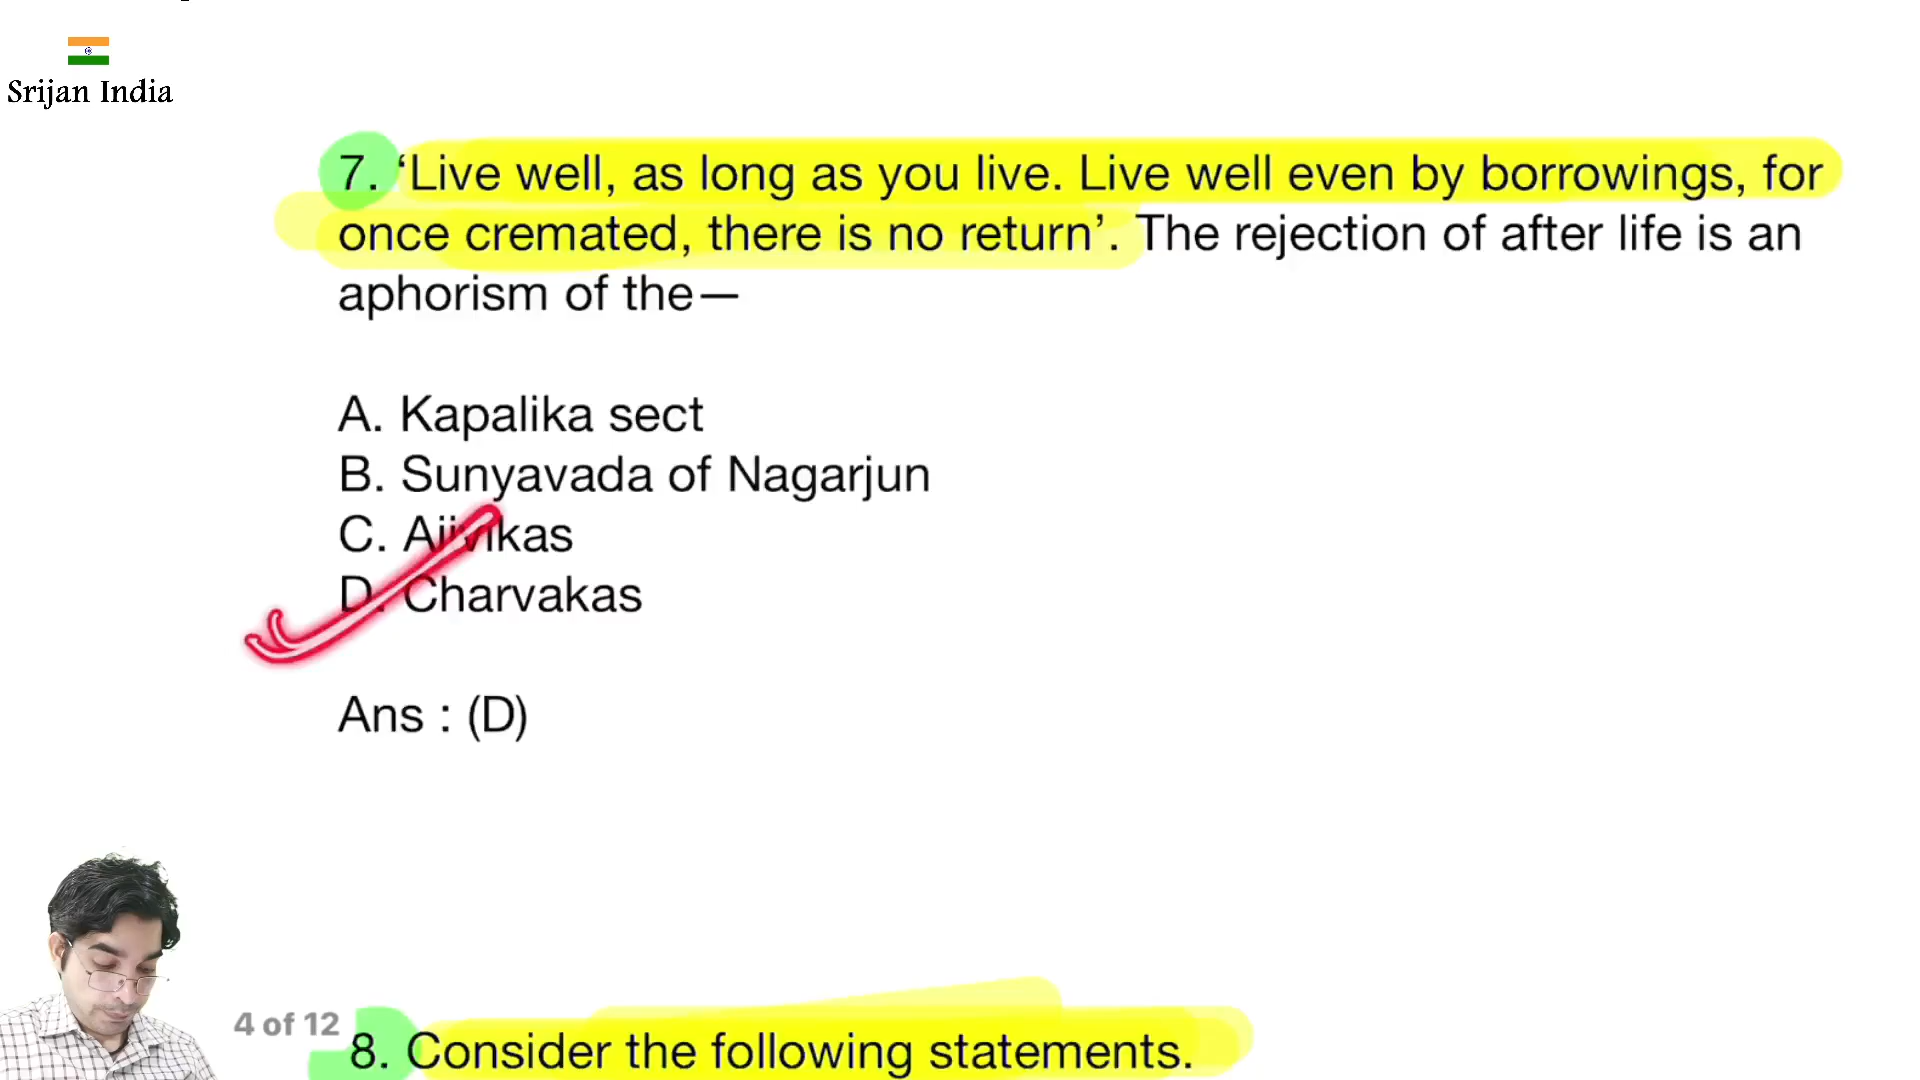 Srijan India
7. ‘Live well, as long as you live. Live well even by borrowings, for
once cremated, there is no return’. The rejection of after life is an
aphorism of the—
A. Kapalika sect
B. Sunyavada of Nagarjun
C. Ajivikas
D. Charvakas
Ans : (D)
4 of 12
8. Consider the following statements.